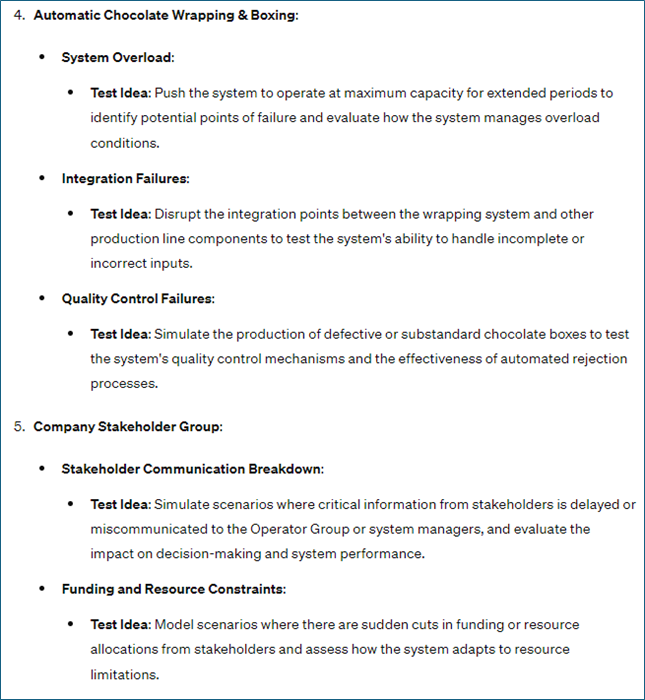 4. Automatic Chocolate Wrapping & Boxing:
• System Overload:
• Test Idea: Push the system to operate at maximum capacity for extended periods to
identify potential points of failure and evaluate how the system manages overload
conditions.
• Integration Failures:
• Test Idea: Disrupt the integration points between the wrapping system and other
production line components to test the system's ability to handle incomplete or
incorrect inputs.
• Quality Control Failures:
• Test Idea: Simulate the production of defective or substandard chocolate boxes to test
the system's quality control mechanisms and the effectiveness of automated rejection
processes.
5. Company Stakeholder Group:
• Stakeholder Communication Breakdown:
• Test Idea: Simulate scenarios where critical information from stakeholders is delayed or
miscommunicated to the Operator Group or system managers, and evaluate the
impact on decision-making and system performance.
• Funding and Resource Constraints:
• Test Idea: Model scenarios where there are sudden cuts in funding or resource
allocations from stakeholders and assess how the system adapts to resource
limitations.